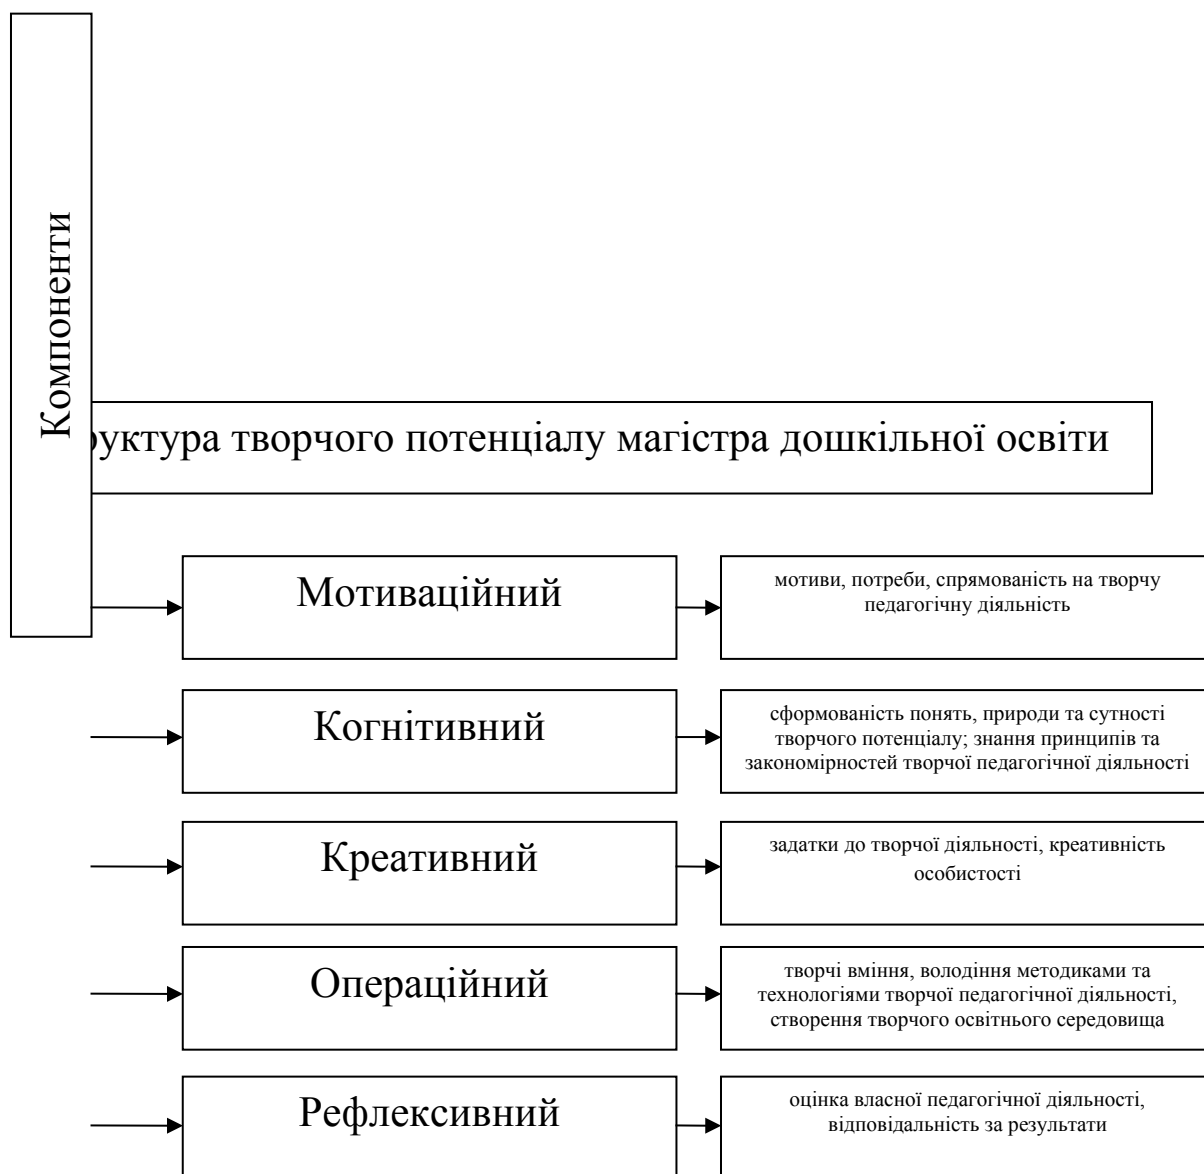 Компоненти
руктура творчого потенціалу магістра дошкільної освіти
Мотиваційний
мотиви, потреби, спрямованість на творчу
педагогічну діяльність
Когнітивний
сформованість понять, природи та сутності
творчого потенціалу; знання принципів та
закономірностей творчої педагогічної діяльності
Креативний
задатки до творчої діяльності, креативність
особистості
Операційний
творчі вміння, володіння методиками та
технологіями творчої педагогічної діяльності,
створення творчого освітнього середовища
Рефлексивний
оцінка власної педагогічної діяльності,
відповідальність за результати